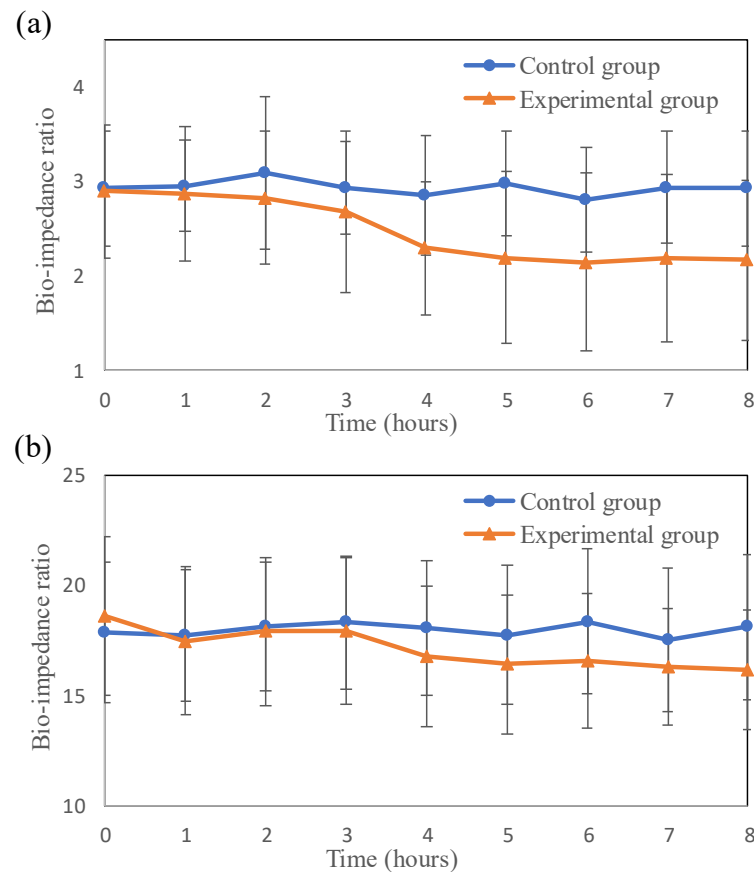 (a)
4
3
2
1
Bio-impedance ratio
Control group
Experimental group
0 1 2 3 4 5 6 7 8
Time (hours)
(b)
25
20
15
10
Bio-impedance ratio
Control group
Experimental group
0 1 2 3 4 5 6 7 8
Time (hours)